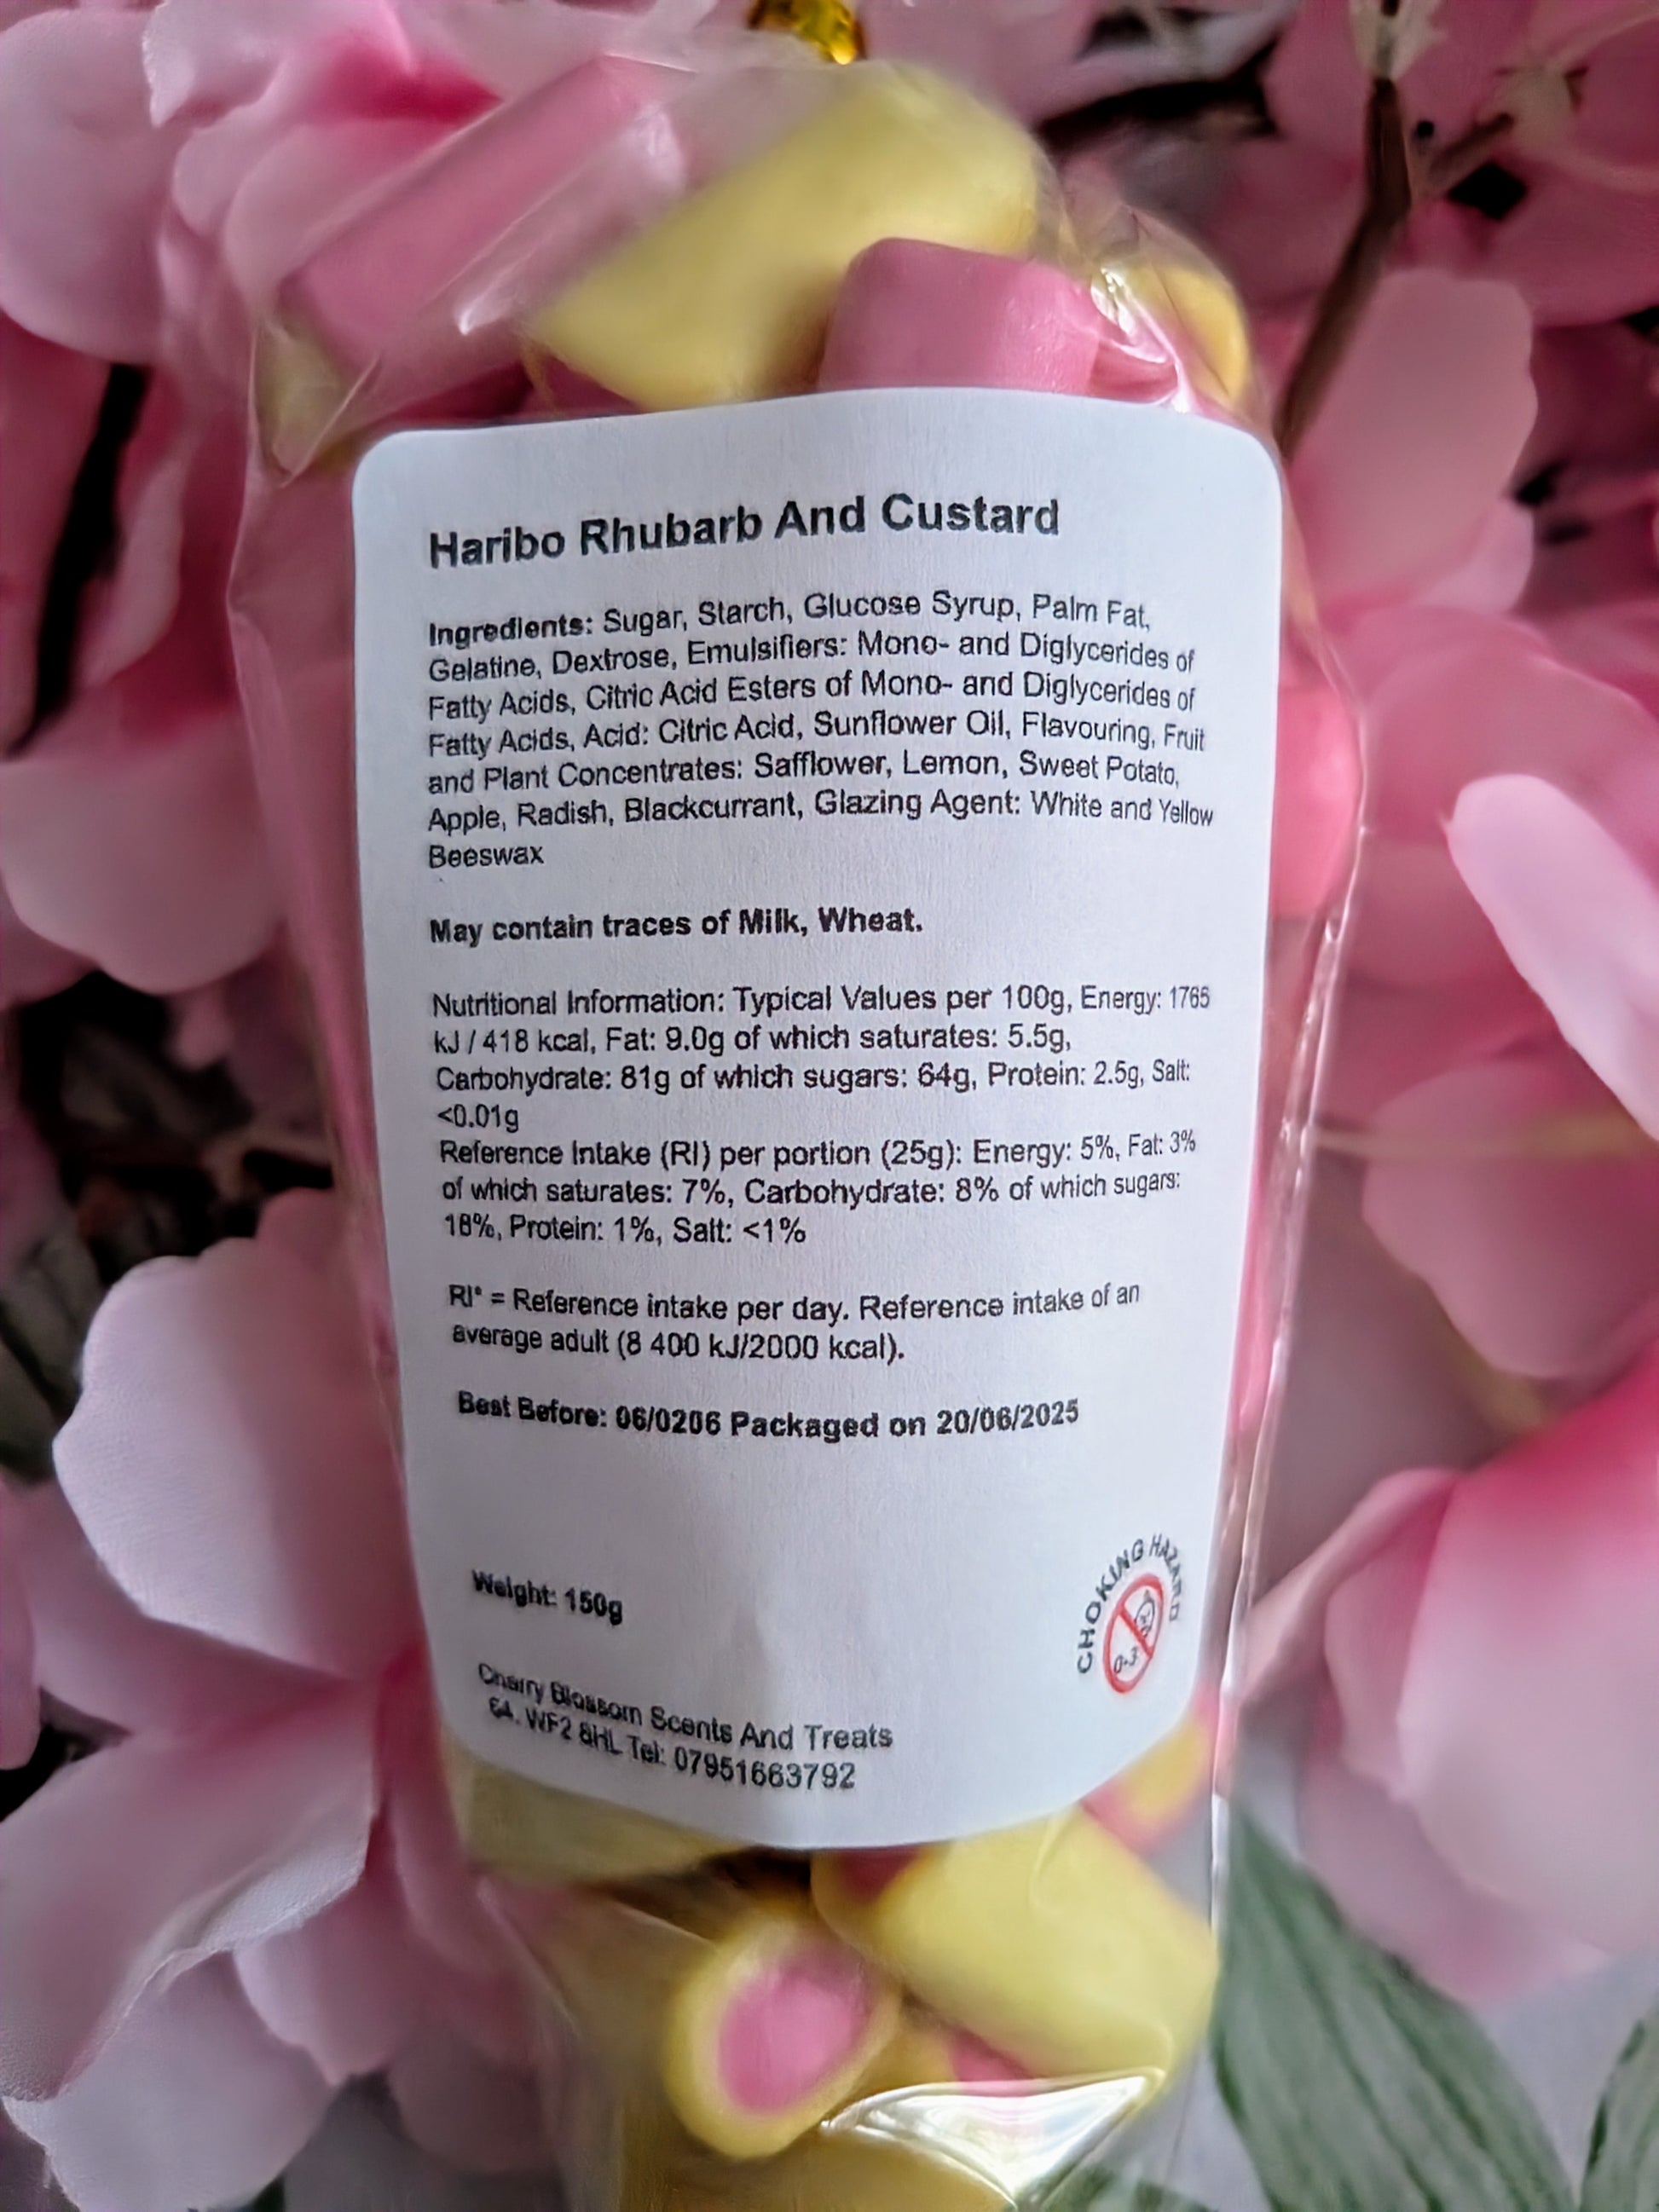 Haribo Rhubarb And Custard
Ingredients: Sugar, Starch, Glucose Syrup, Palm Fat,
Gelatine, Dextrose, Emulsifiers: Mono- and Diglycerides of
Fatty Acids, Citric Acid Esters of Mono- and Diglycerides of
Fatty Acids, Acid: Citric Acid, Sunflower Oil, Flavouring, Fruit
and Plant Concentrates: Safflower, Lemon, Sweet Potato,
Apple, Radish, Blackcurrant, Glazing Agent: White and Yellow
Beeswax
May contain traces of Milk, Wheat.
Nutritional Information: Typical Values per 100g, Energy: 1765
kJ / 418 kcal, Fat: 9.0g of which saturates: 5.5g,
Carbohydrate: 81g of which sugars: 64g, Protein: 2.5g, Salt:
<0.01g
Reference Intake (RI) per portion (25g): Energy: 5%, Fat: 3%
of which saturates: 7%, Carbohydrate: 8% of which sugars:
18%, Protein: 1%, Salt: <1%
RI* = Reference intake per day. Reference intake of an
average adult (8 400 kJ/2000 kcal).
Best Before: 06/0206 Packaged on 20/06/2025
CHOKING HAZARD
0-3
Weight: 150g
Cherry Blossom Scents And Treats
WF2 8HL Tel: 07951663792